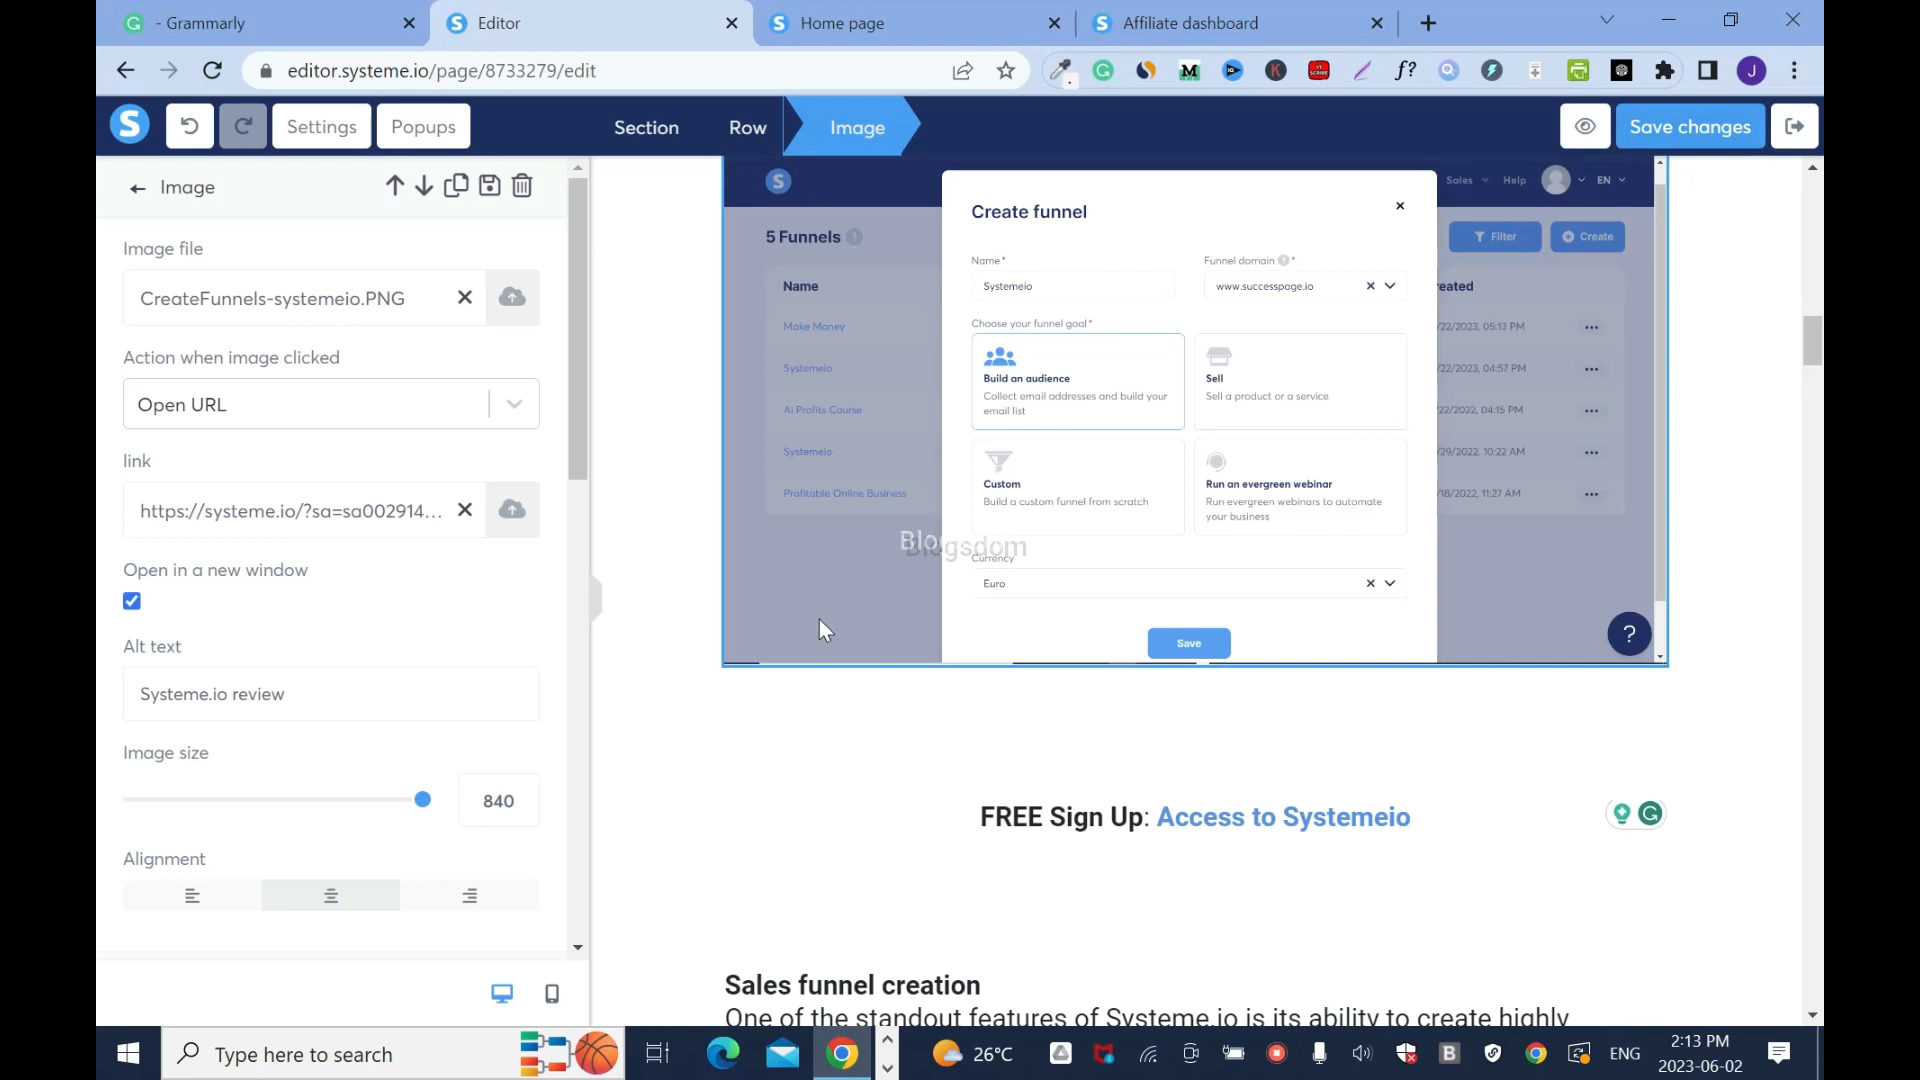 - Grammarly
Editor
Home page
Affiliate dashboard
editor.systeme.io/page/8733279/edit
Settings
Popups
Section
Row
Image
Save changes
Image
Image file
CreateFunnels-systemeio.PNG
Action when image clicked
Open URL
link
https://systeme.io/?sa=sa002914...
Open in a new window
Alt text
Systeme.io review
Image size
840
Alignment
Sales
Help
EN
5 Funnels
Filter
Create
Name
eated
Make Money
/22/2023, 05:13 PM
Systemeio
/22/2023, 04:57 PM
Ai Profits Course
/22/2022, 04:15 PM
Systemeio
/29/2022, 10:22 AM
Profitable Online Business
/18/2022, 11:27 AM
Create funnel
Name*
Funnel domain *
Systemeio
www.successpage.io
Choose your funnel goal*
Build an audience
Collect email addresses and build your
email list
Sell
Sell a product or a service
Custom
Build a custom funnel from scratch
Run an evergreen webinar
Run evergreen webinars to automate
your business
Blogsdom
Currency
Euro
Save
?
FREE Sign Up: Access to Systemeio
Sales funnel creation
One of the standout features of Systeme.io is its ability to create highly
Type here to search
26°C
ENG
2:13 PM
2023-06-02